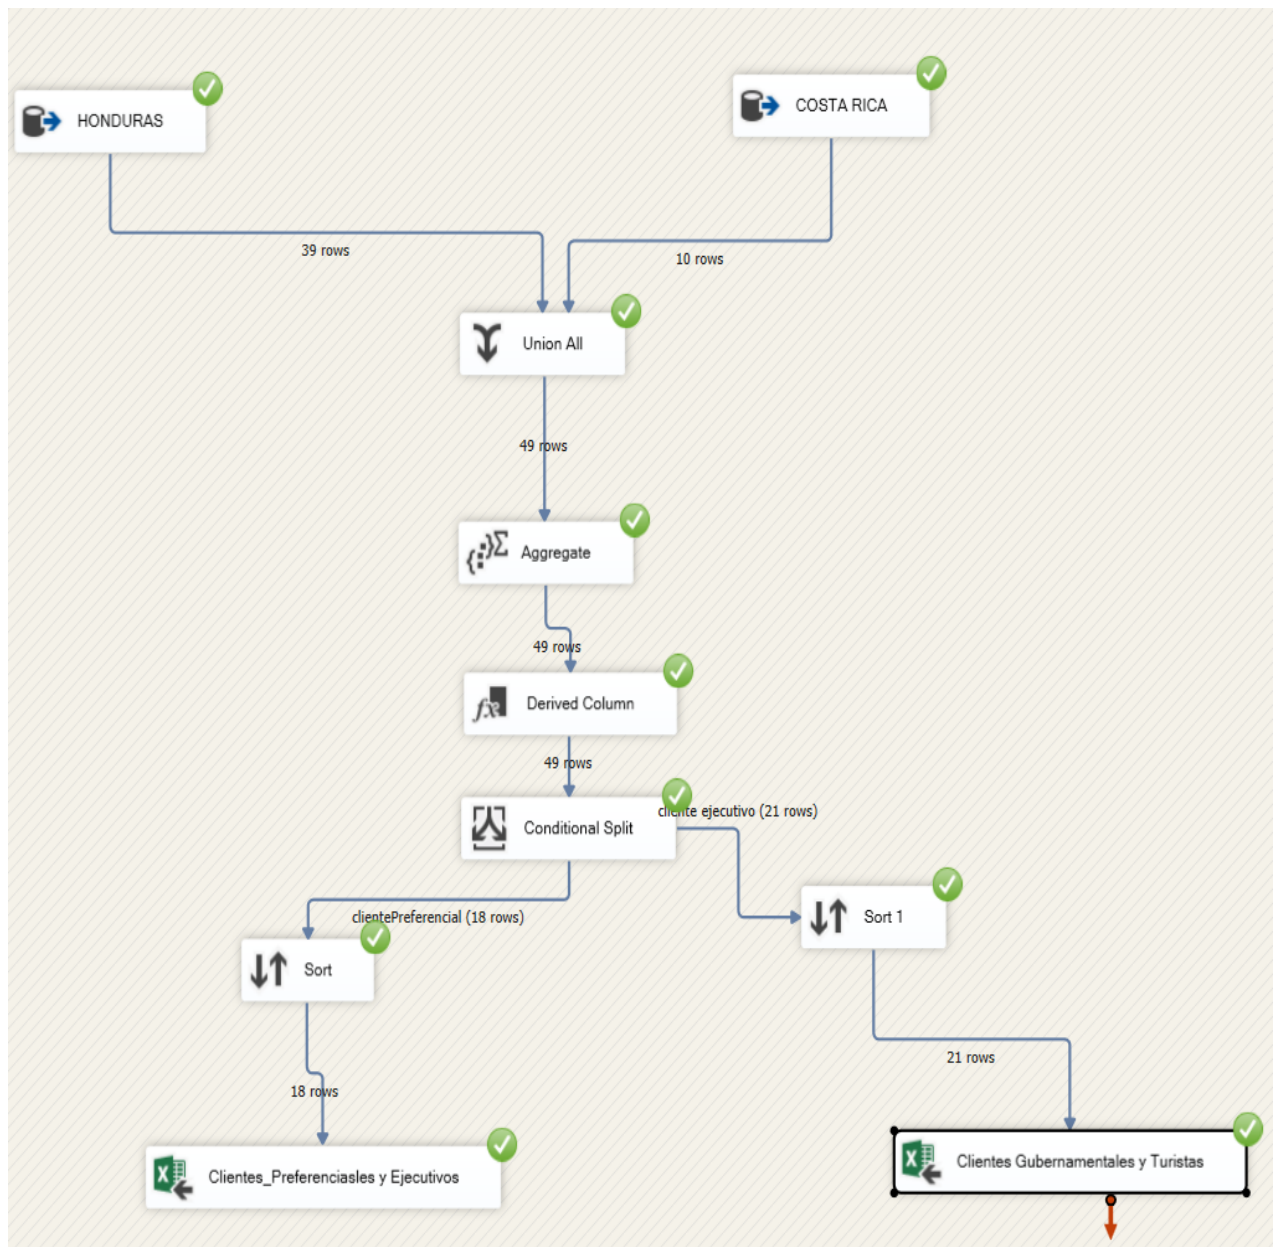 HONDURAS
COSTA RICA
39 rows
10 rows
Union All
49 rows
Aggregate
49 rows
Derived Column
49 rows
cliente ejecutivo (21 rows)
Conditional Split
clientePreferencial (18 rows)
Sort 1
Sort
21 rows
18 rows
Clientes Gubernamentales y Turistas
Clientes_Preferenciasles y Ejecutivos